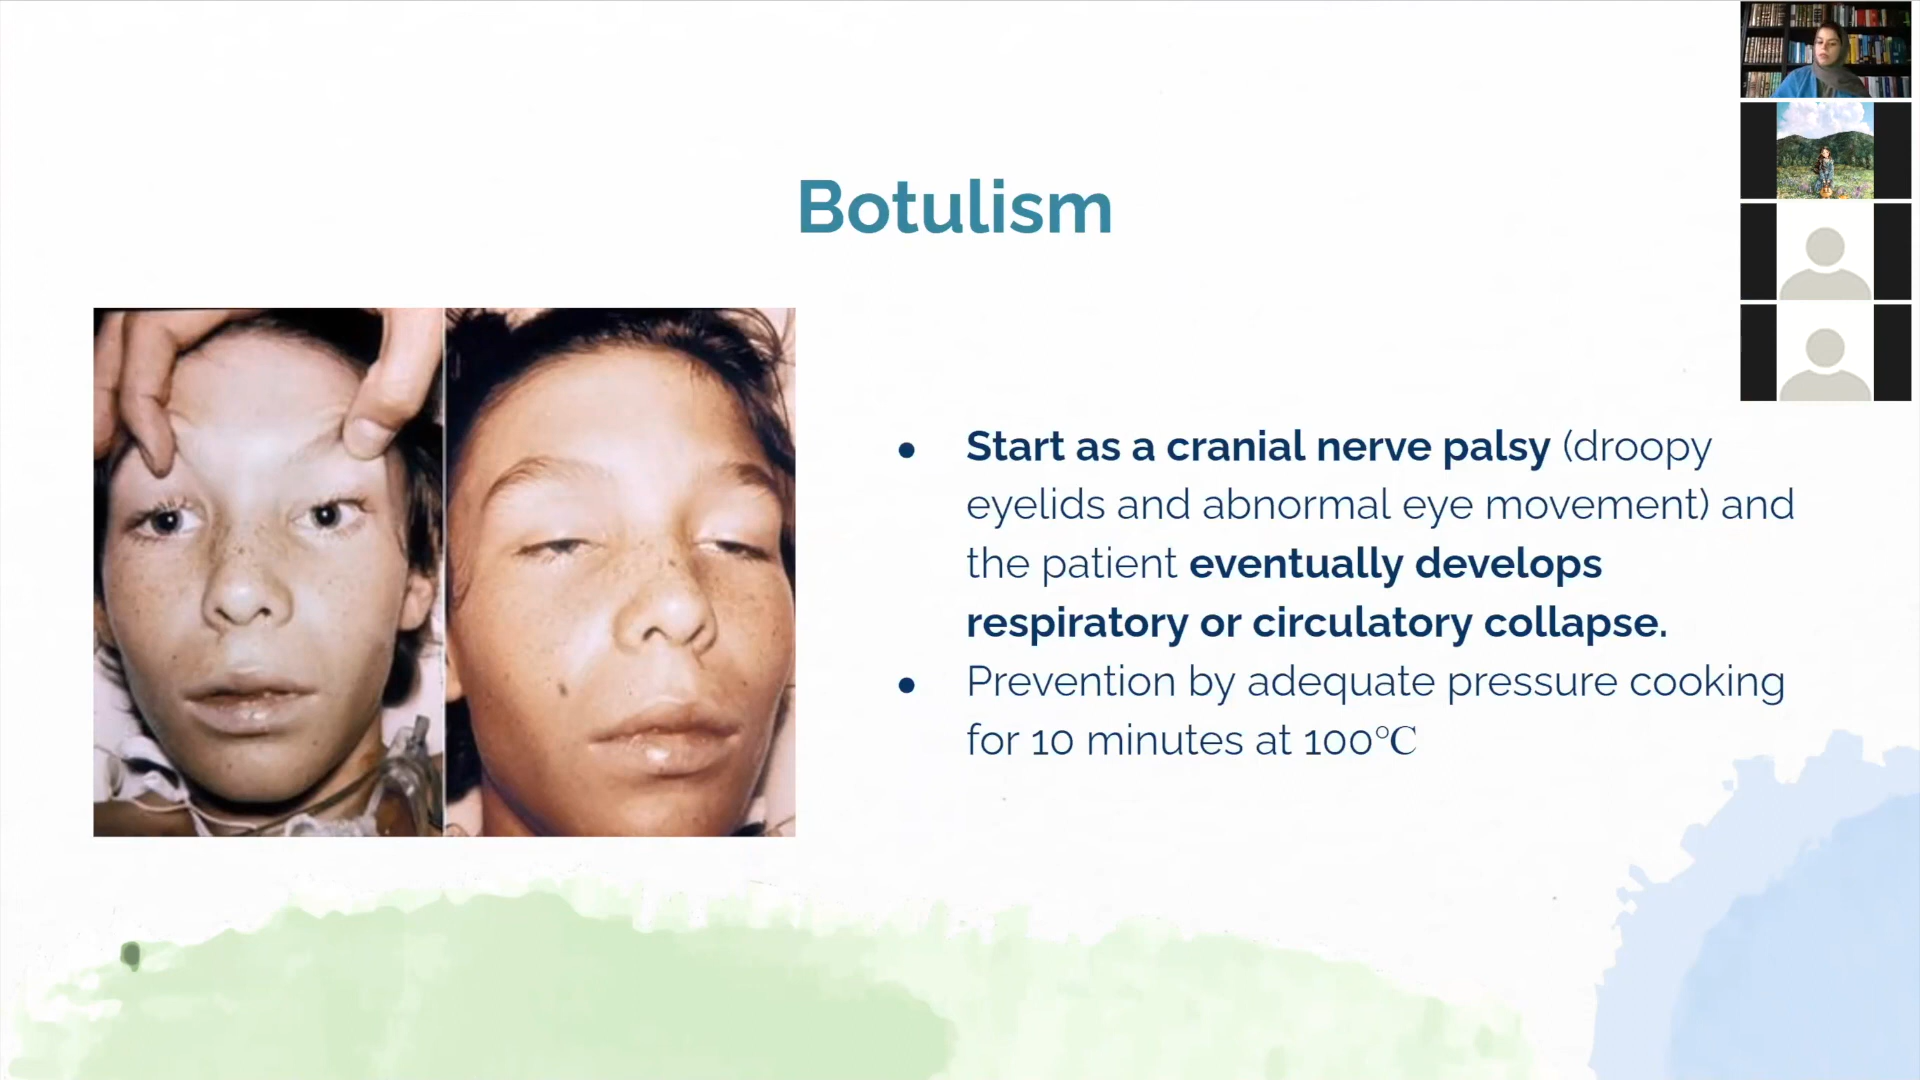 Botulism
● Start as a cranial nerve palsy (droopy
eyelids and abnormal eye movement) and
the patient eventually develops
respiratory or circulatory collapse.
● Prevention by adequate pressure cooking
for 10 minutes at 100℃